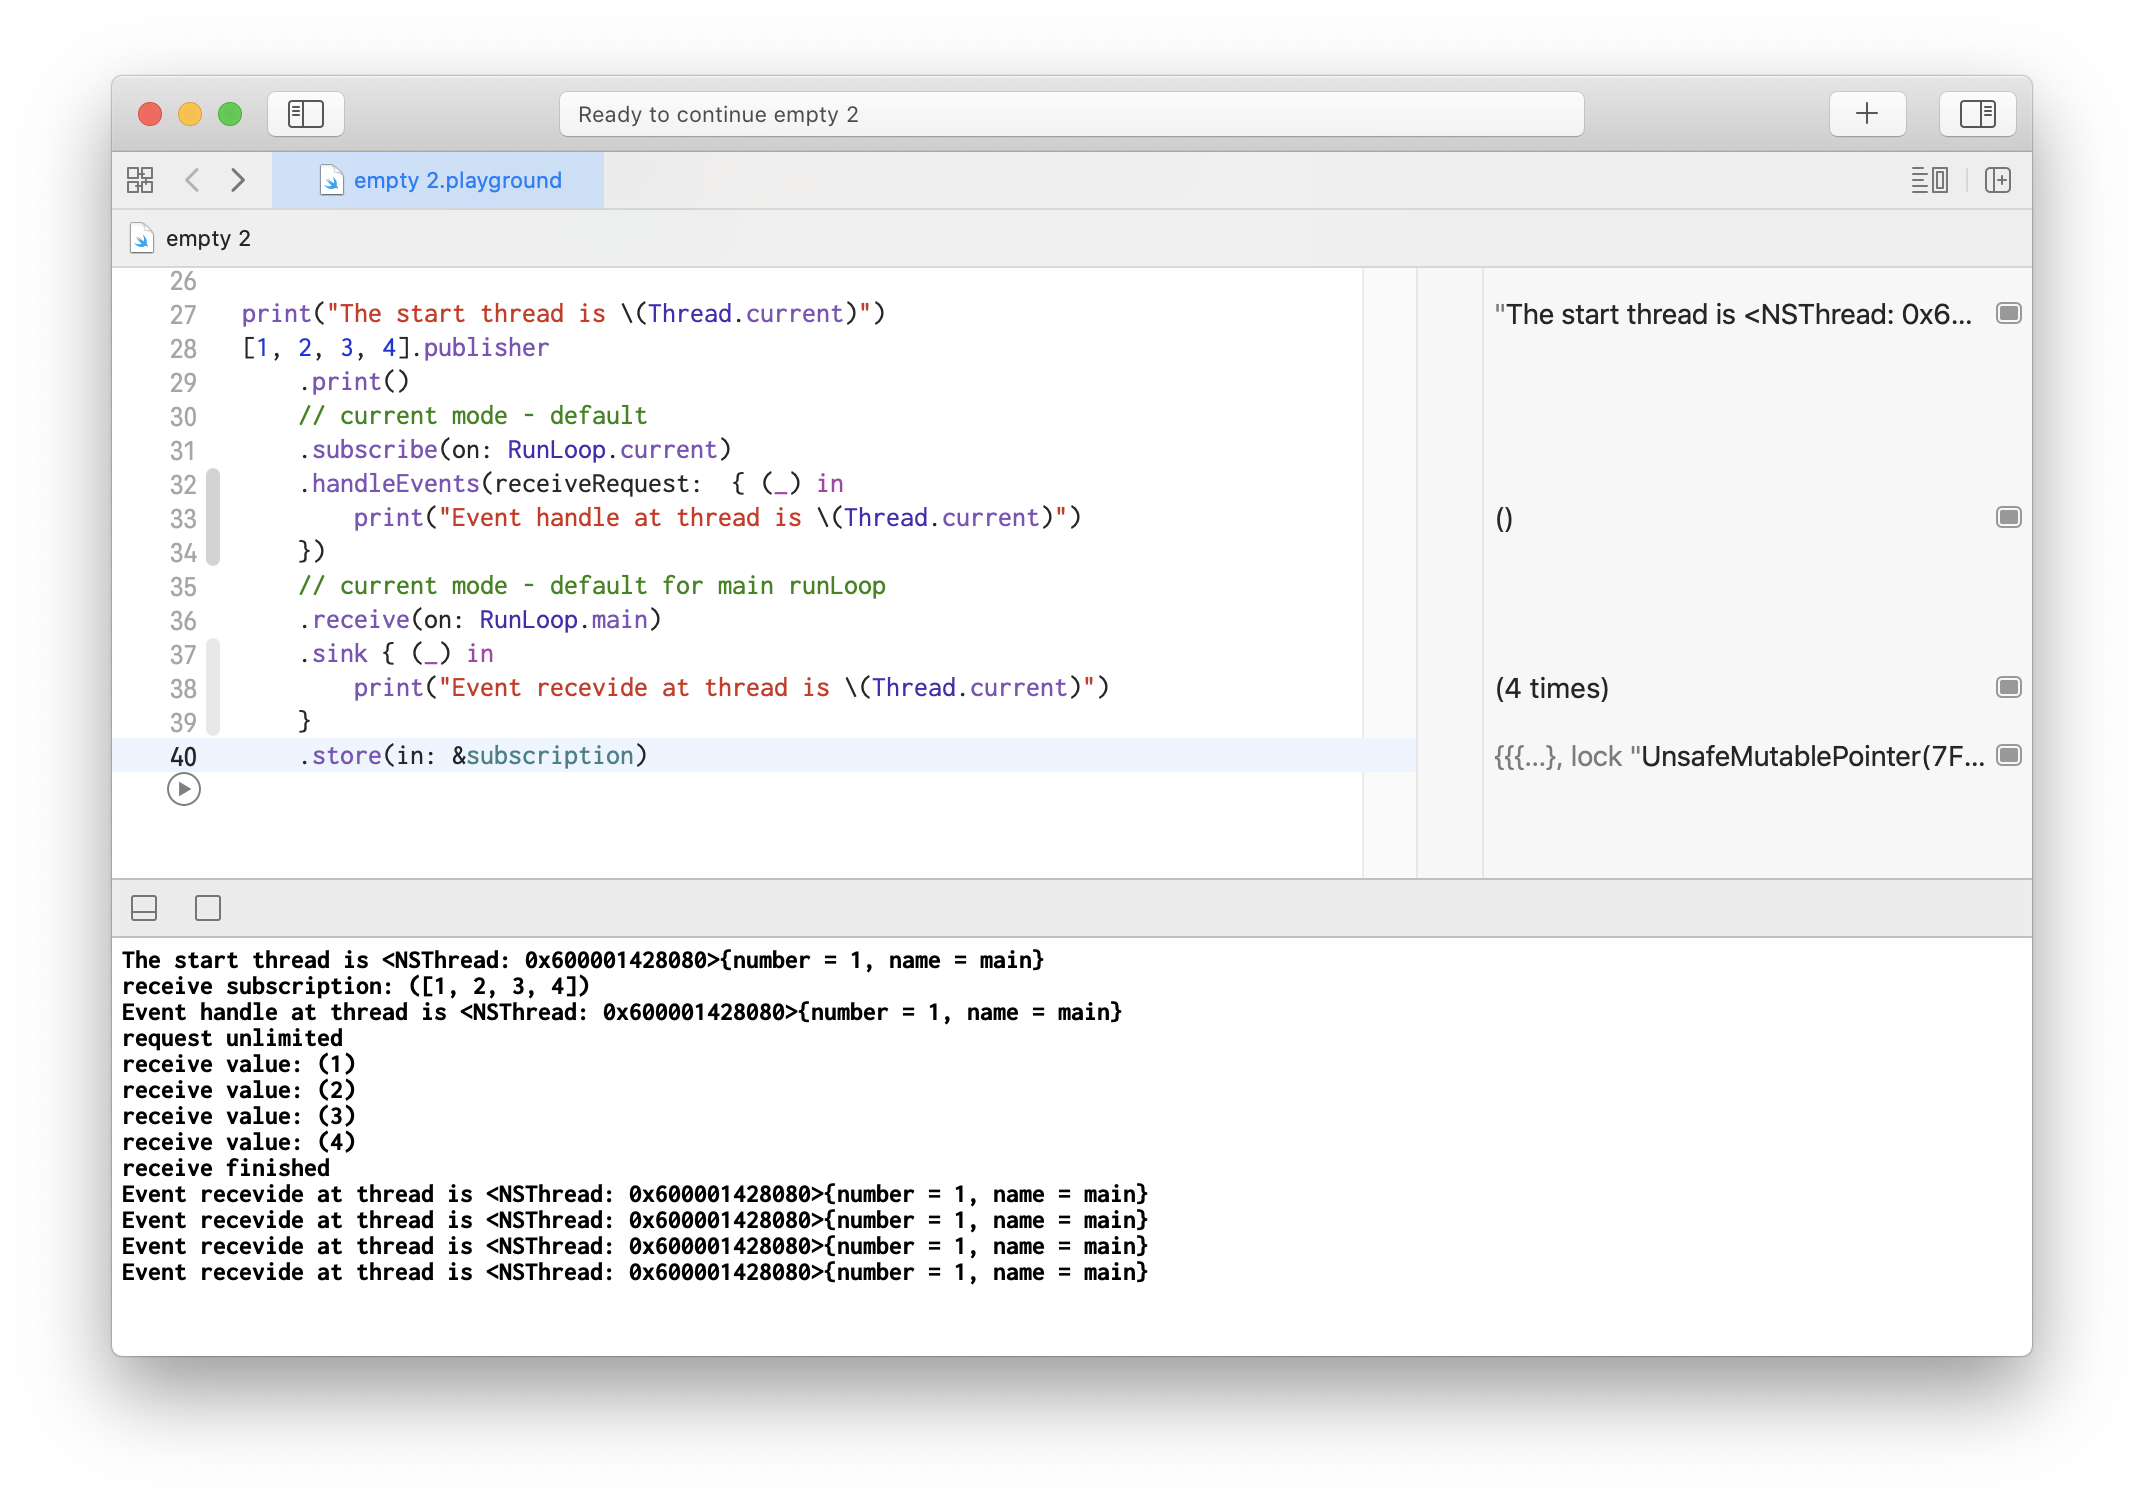 Ready to continue empty 2
empty 2.playground
empty 2
26
27 print("The start thread is \(Thread.current)") "The start thread is <NSThread: 0x6...
28 [1, 2, 3, 4].publisher
29 .print()
30 // current mode - default
31 .subscribe(on: RunLoop.current)
32 .handleEvents(receiveRequest:  { (_) in
33 print("Event handle at thread is \(Thread.current)") ()
34 })
35 // current mode - default for main runLoop
36 .receive(on: RunLoop.main)
37 .sink { (_) in
38 print("Event recevide at thread is \(Thread.current)") (4 times)
39 }
40 .store(in: &subscription) {{{...}, lock "UnsafeMutablePointer(7F...
The start thread is <NSThread: 0x600001428080>{number = 1, name = main}
receive subscription: ([1, 2, 3, 4])
Event handle at thread is <NSThread: 0x600001428080>{number = 1, name = main}
request unlimited
receive value: (1)
receive value: (2)
receive value: (3)
receive value: (4)
receive finished
Event recevide at thread is <NSThread: 0x600001428080>{number = 1, name = main}
Event recevide at thread is <NSThread: 0x600001428080>{number = 1, name = main}
Event recevide at thread is <NSThread: 0x600001428080>{number = 1, name = main}
Event recevide at thread is <NSThread: 0x600001428080>{number = 1, name = main}